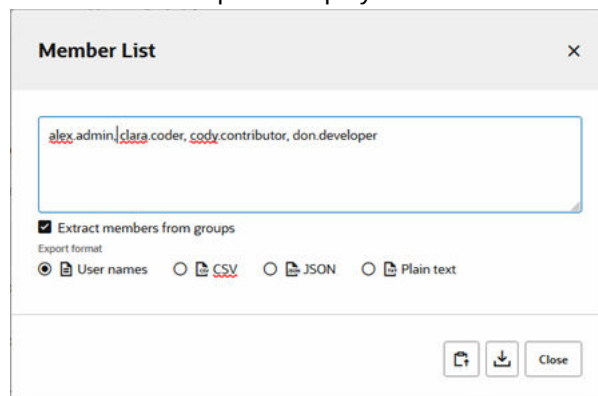 Member List
alex.admin, clara.coder, cody.contributor, don.developer
Extract members from groups
Export format
User names CSV JSON Plain text
Close